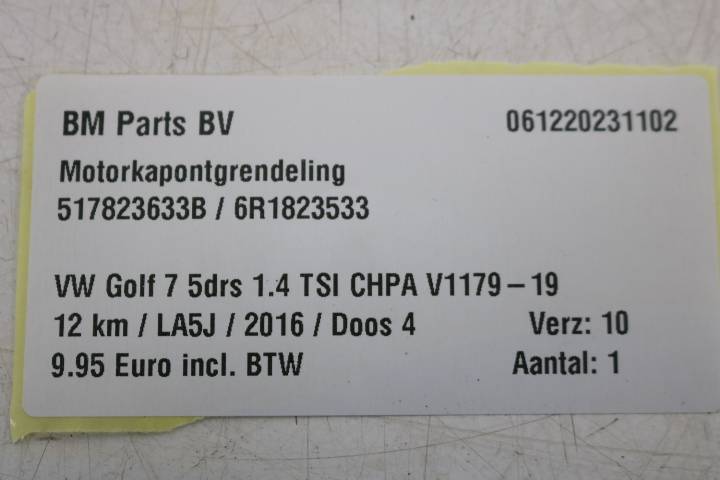 BM Parts BV 061220231102
Motorkapontgrendeling
517823633B / 6R1823533
VW Golf 7 5drs 1.4 TSI CHPA V1179-19
12 km / LA5J / 2016 / Doos 4 Verz: 10
9.95 Euro incl. BTW Aantal: 1